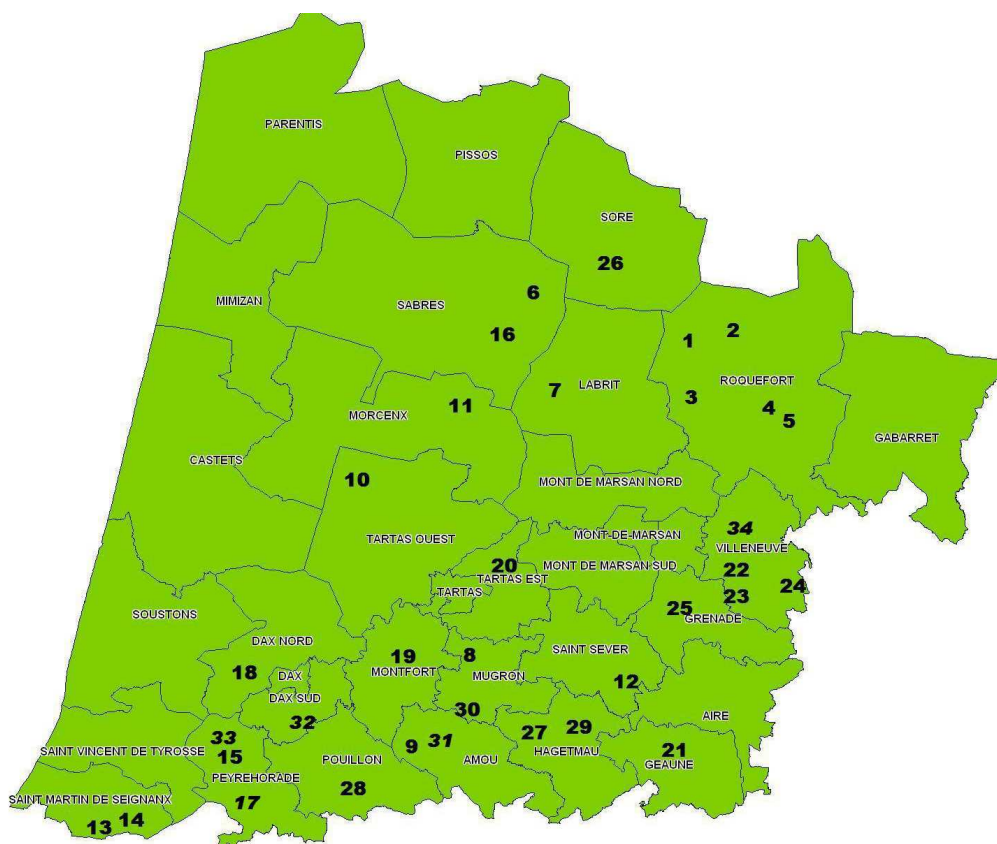 PARENTIS
PISSOS
SORE
26
6
MIMIZAN
SABRES
16
1
2
7
LABRIT
ROQUEFORT
3
4
5
11
MORCENX
GABARRET
CASTETS
10
MONT DE MARSAN NORD
34
TARTAS OUEST
MONT-DE-MARSAN
VILLENEUVE
20
MONT DE MARSAN SUD
22
TARTAS EST
24
TARTAS
23
25
SOUSTONS
GRENADE
DAX NORD
19
8
SAINT SEVER
18
DAX
MONTFORT
MUGRON
12
DAX SUD
30
AIRE
32
33
31
27
29
SAINT VINCENT DE TYROSSE
15
9
HAGETMAU
21
POUILLON
AMOU
GEAUNE
PEYREHORADE
28
SAINT MARTIN DE SEIGNANX
17
13
14